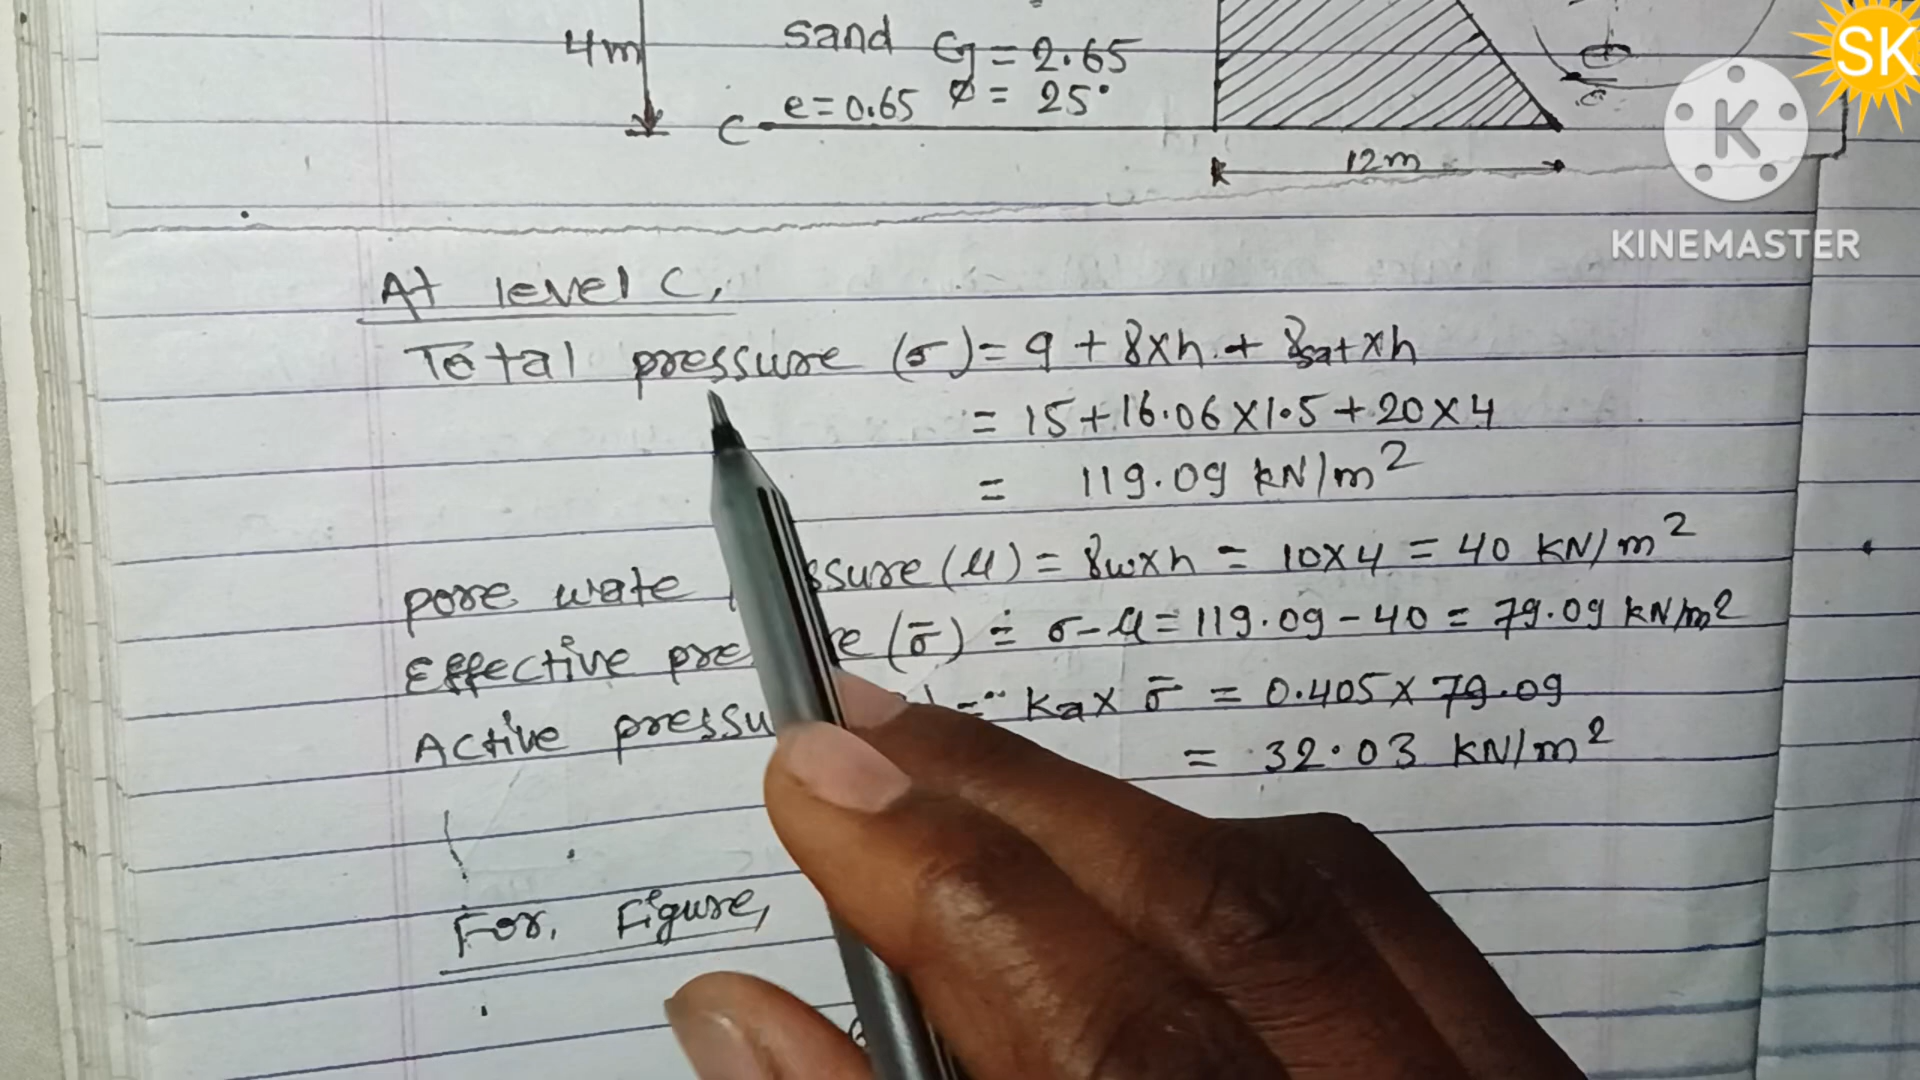 4m
sand G = 2.65
e=0.65 φ = 25°
C
12m
SK
K
KINEMASTER
At level C,
Total pressure (σ) = q + γ×h + γsat×h
= 15+16.06×1.5+20×4
= 119.09 kN/m²
pore wate ssure (u) = γw×h = 10×4 = 40 KN/m²
Effective pre e (σ̄) = σ-u = 119.09-40 = 79.09 kN/m²
Active pressu = Ka× σ̄ = 0.405×79.09
= 32.03 KN/m²
For, Figure,